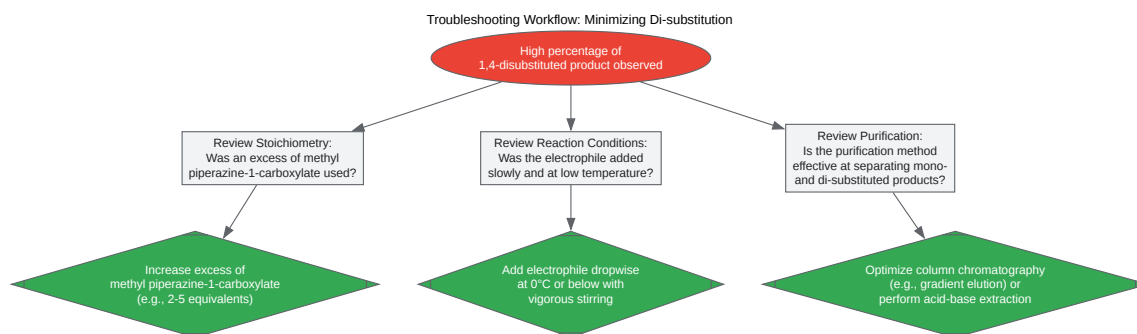 Troubleshooting Workflow: Minimizing Di-substitution
High percentage of
1,4-disubstituted product observed
Review Stoichiometry:
Was an excess of methyl
piperazine-1-carboxylate used?
Review Reaction Conditions:
Was the electrophile added
slowly and at low temperature?
Review Purification:
Is the purification method
effective at separating mono-
and di-substituted products?
Increase excess of
methyl piperazine-1-carboxylate
(e.g., 2-5 equivalents)
Add electrophile dropwise
at 0°C or below with
vigorous stirring
Optimize column chromatography
(e.g., gradient elution) or
perform acid-base extraction